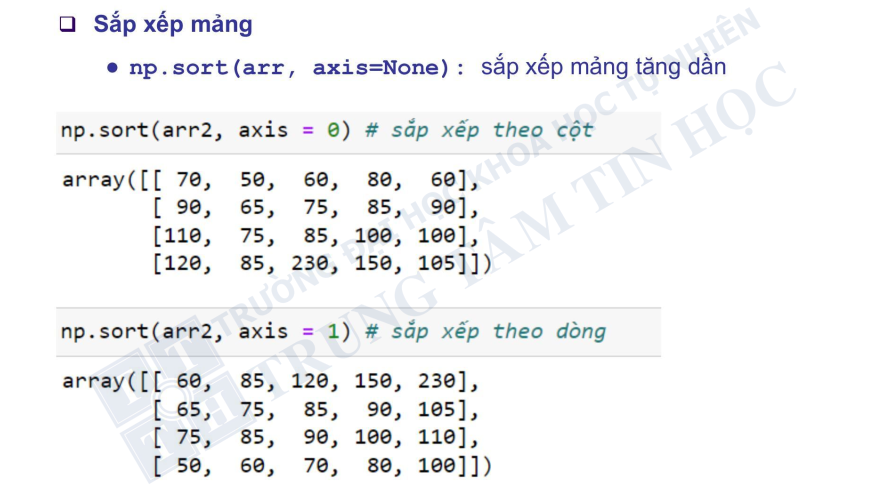 ❑ Sắp xếp mảng
● np.sort(arr, axis=None): sắp xếp mảng tăng dần
np.sort(arr2, axis = 0) # sắp xếp theo cột
array([[ 70,  50,  60,  80,  60],
       [ 90,  65,  75,  85,  90],
       [110,  75,  85, 100, 100],
       [120,  85, 230, 150, 105]])
np.sort(arr2, axis = 1) # sắp xếp theo dòng
array([[ 60,  85, 120, 150, 230],
       [ 65,  75,  85,  90, 105],
       [ 75,  85,  90, 100, 110],
       [ 50,  60,  70,  80, 100]])
TRƯỜNG ĐẠI HỌC KHOA HỌC TỰ NHIÊN
TRUNG TÂM TIN HỌC